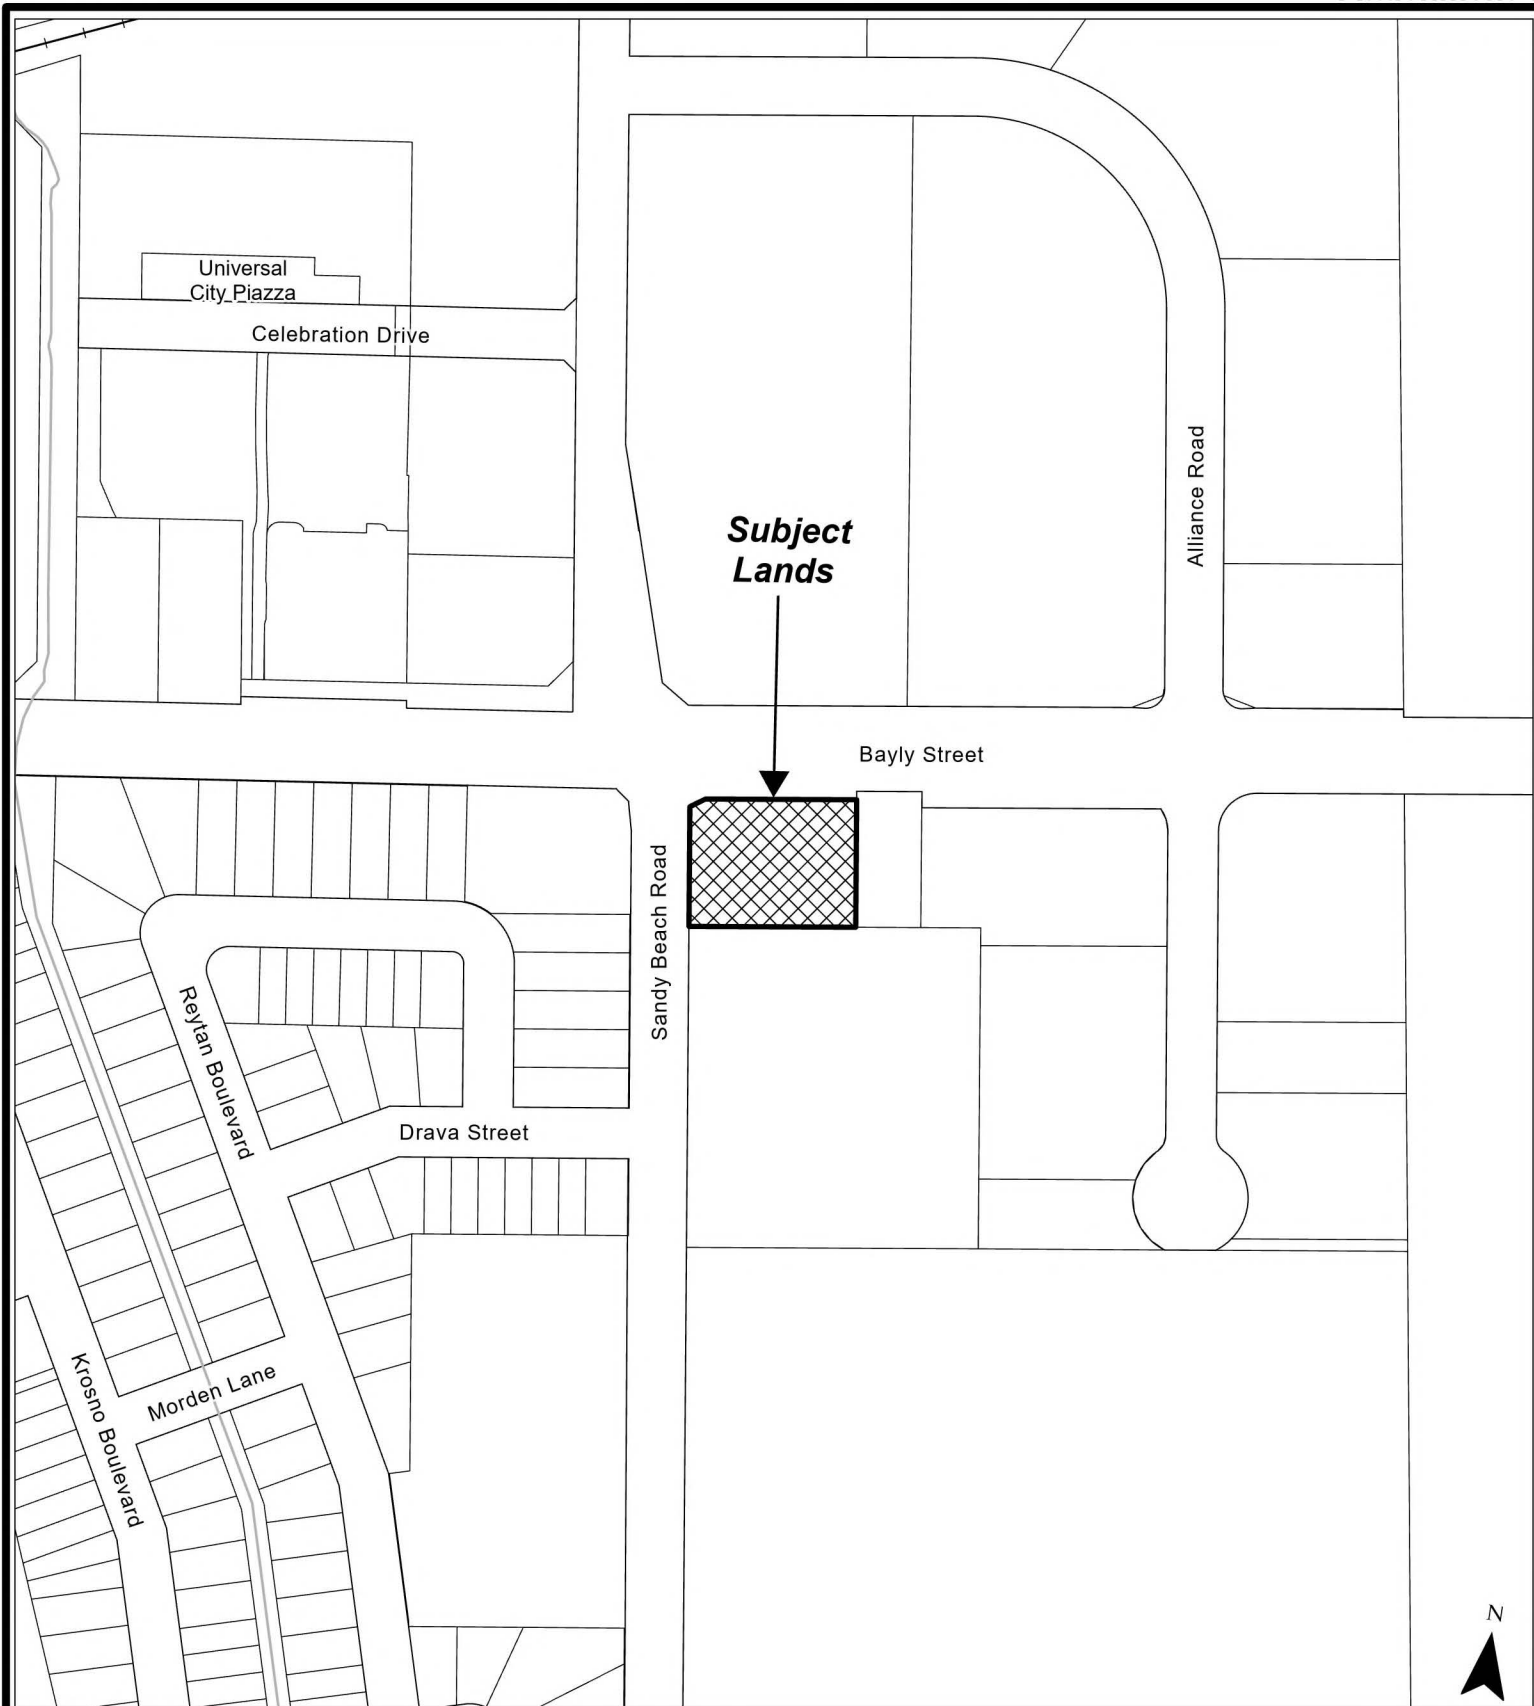 Universal
City Piazza
Celebration Drive
Subject
Lands
Alliance Road
Bayly Street
Sandy Beach Road
Reytan Boulevard
Drava Street
Krosno Boulevard
Morden Lane
N